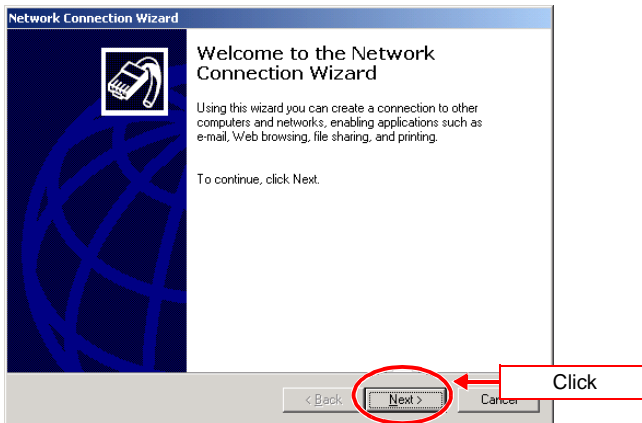 Network Connection Wizard
Welcome to the Network
Connection Wizard
Using this wizard you can create a connection to other
computers and networks, enabling applications such as
e-mail, Web browsing, file sharing, and printing.
To continue, click Next.
< Back
Next >
Cancel
Click